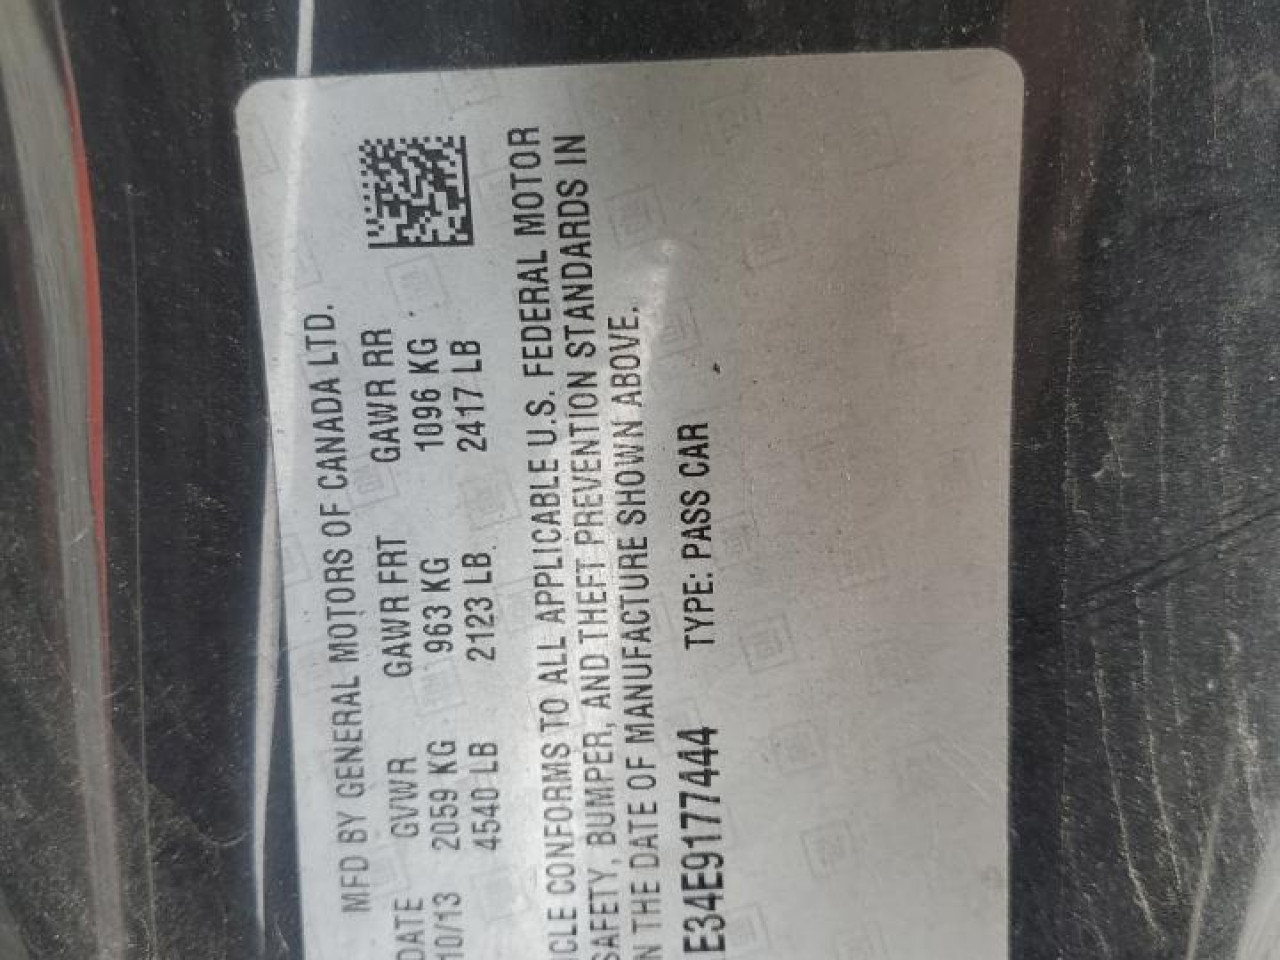 MFD BY GENERAL MOTORS OF CANADA LTD.
DATE GVWR GAWR FRT GAWR RR
10/13 2059 KG 963 KG 1096 KG
4540 LB 2123 LB 2417 LB
ICLE CONFORMS TO ALL APPLICABLE U.S. FEDERAL MOTOR
SAFETY, BUMPER, AND THEFT PREVENTION STANDARDS IN
N THE DATE OF MANUFACTURE SHOWN ABOVE.
E34E9177444 TYPE: PASS CAR